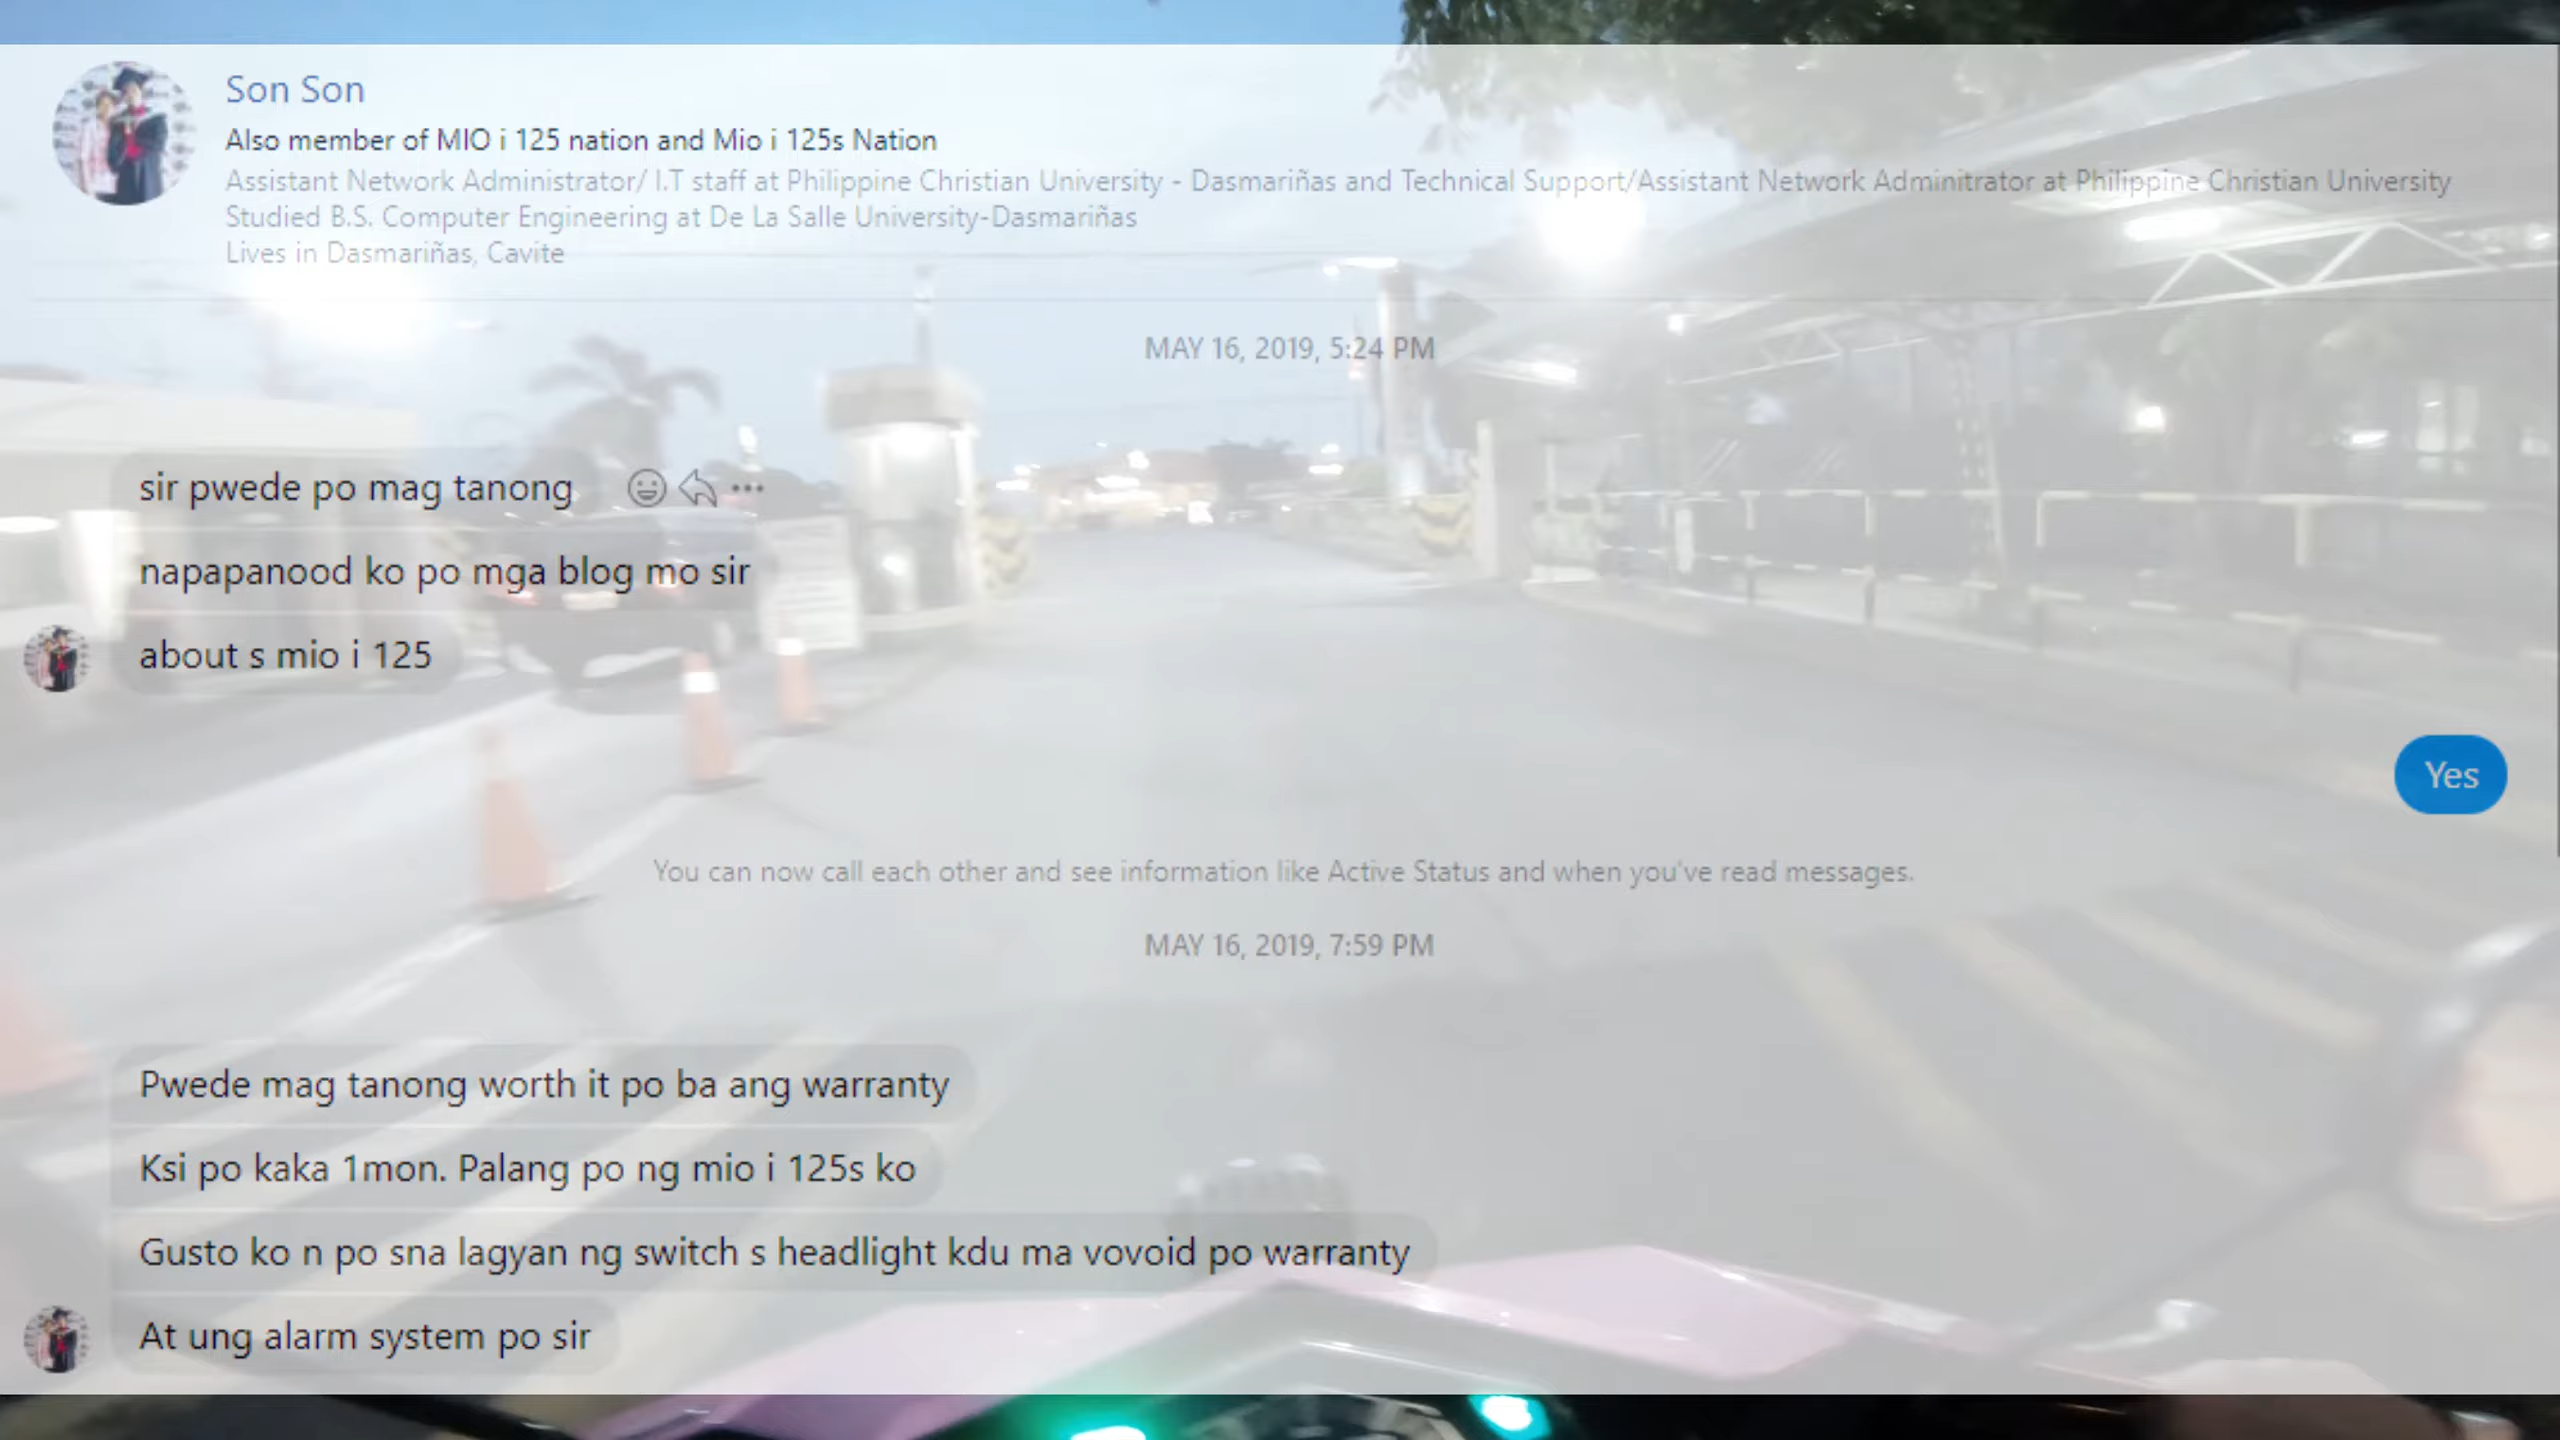 Son Son
Also member of MIO i 125 nation and Mio i 125s Nation
Assistant Network Administrator/ I.T staff at Philippine Christian University - Dasmariñas and Technical Support/Assistant Network Adminitrator at Philippine Christian University
Studied B.S. Computer Engineering at De La Salle University-Dasmariñas
Lives in Dasmariñas, Cavite
MAY 16, 2019, 5:24 PM
sir pwede po mag tanong
napapanood ko po mga blog mo sir
about s mio i 125
Yes
You can now call each other and see information like Active Status and when you've read messages.
MAY 16, 2019, 7:59 PM
Pwede mag tanong worth it po ba ang warranty
Ksi po kaka 1mon. Palang po ng mio i 125s ko
Gusto ko n po sna lagyan ng switch s headlight kdu ma vovoid po warranty
At ung alarm system po sir